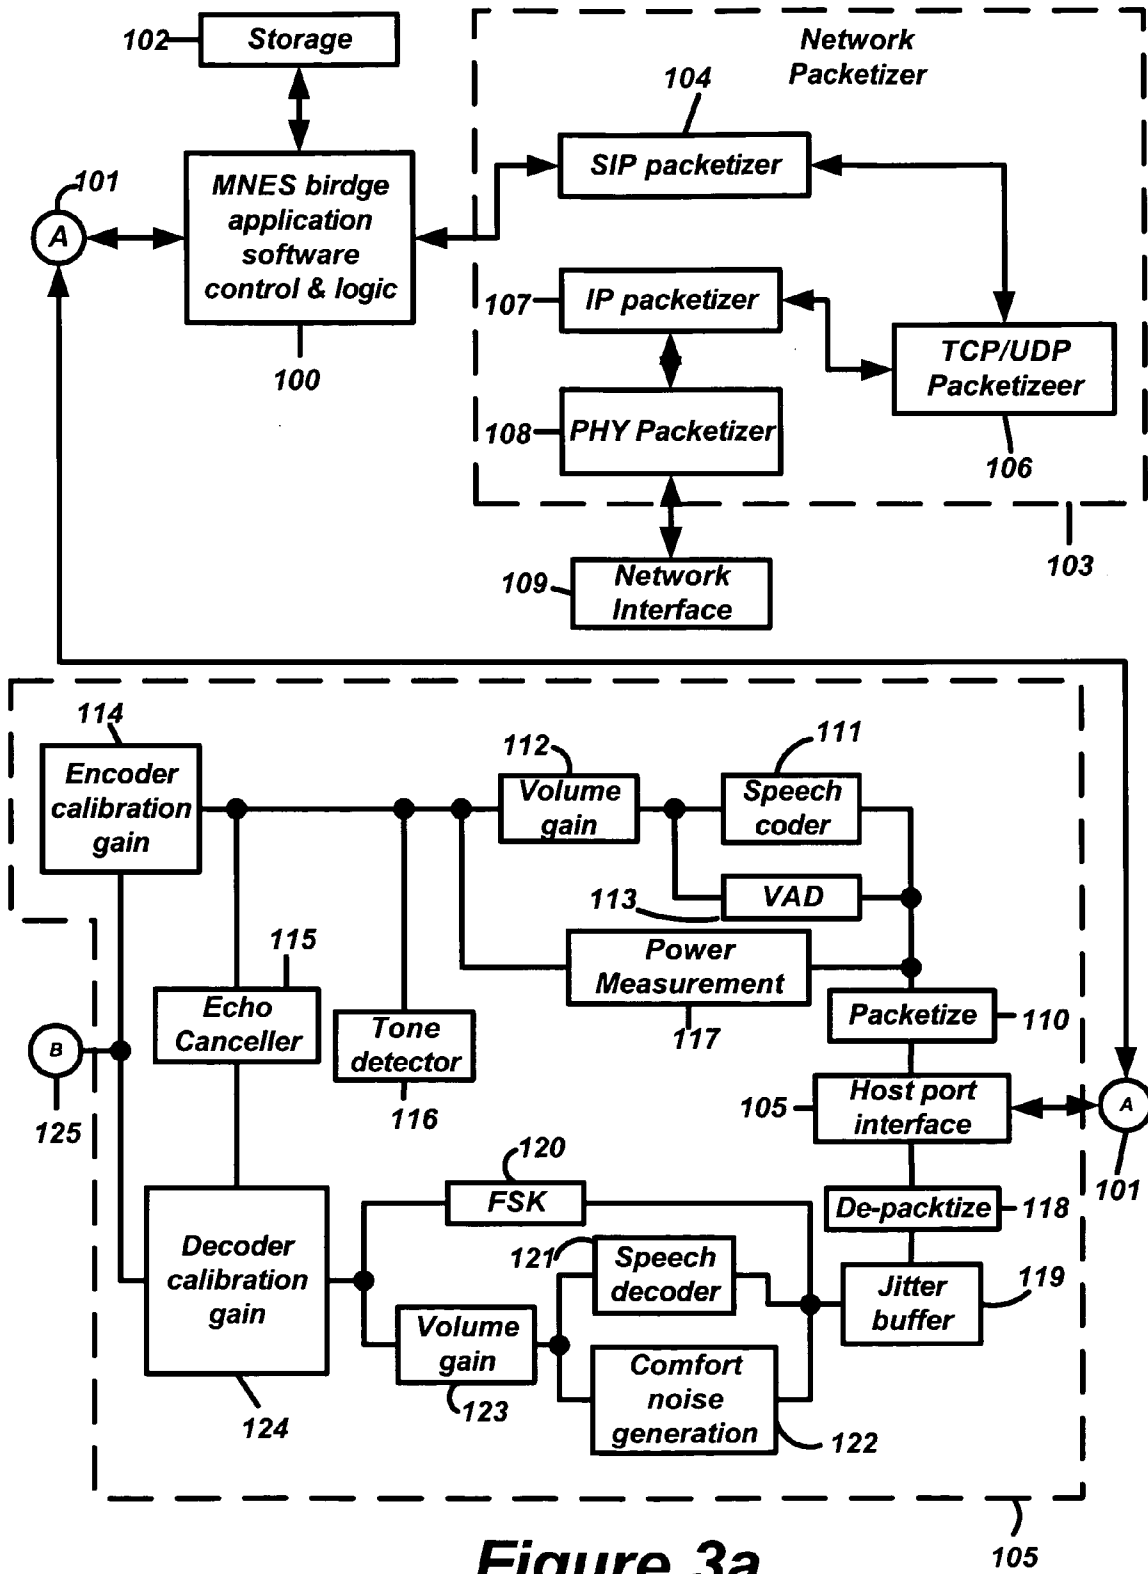 102
Storage
Network
Packetizer
104
SIP packetizer
101
A
MNES birdge
application
software
control & logic
100
107
IP packetizer
TCP/UDP
Packetizeer
106
108
PHY Packetizer
103
109
Network
Interface
114
Encoder
calibration
gain
112
Volume
gain
111
Speech
coder
113
VAD
115
Echo
Canceller
Power
Measurement
117
Tone
detector
116
Packetize
110
B
125
105
Host port
interface
A
101
120
FSK
De-packtize
118
Decoder
calibration
gain
124
121
Speech
decoder
Jitter
buffer
119
Volume
gain
123
Comfort
noise
generation
122
105
Figure 3a